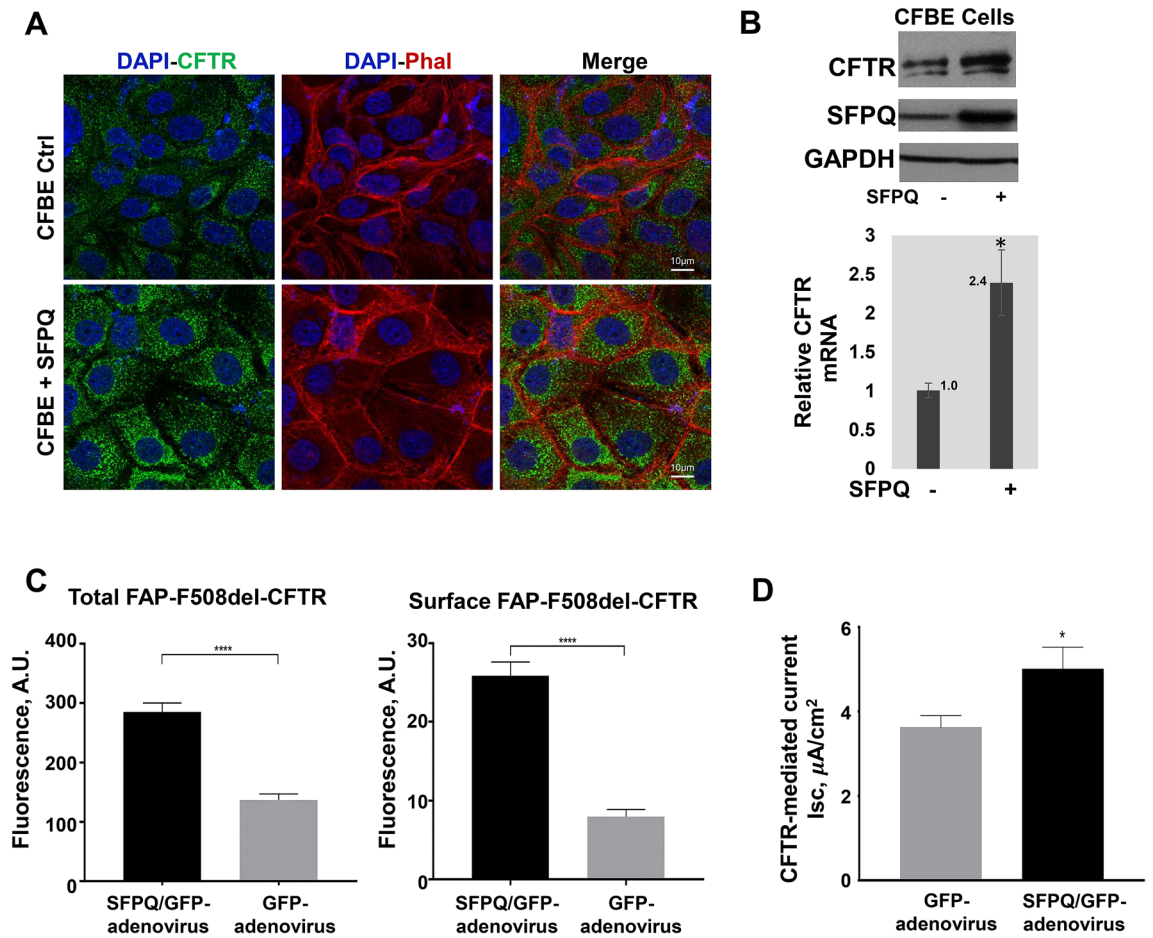 A
DAPI-CFTR
DAPI-Phal
Merge
CFBE Ctrl
10µm
CFBE + SFPQ
10µm
B
CFBE Cells
CFTR
SFPQ
GAPDH
SFPQ - +
Relative CFTR
mRNA
3
2.5
2
1.5
1
0.5
0
1.0
2.4
*
SFPQ - +
C
Total FAP-F508del-CFTR
Fluorescence, A.U.
400
300
200
100
0
****
SFPQ/GFP-
adenovirus
GFP-
adenovirus
Surface FAP-F508del-CFTR
Fluorescence, A.U.
30
20
10
0
****
SFPQ/GFP-
adenovirus
GFP-
adenovirus
D
CFTR-mediated current
Isc, µA/cm²
6
4
2
0
*
GFP-
adenovirus
SFPQ/GFP-
adenovirus